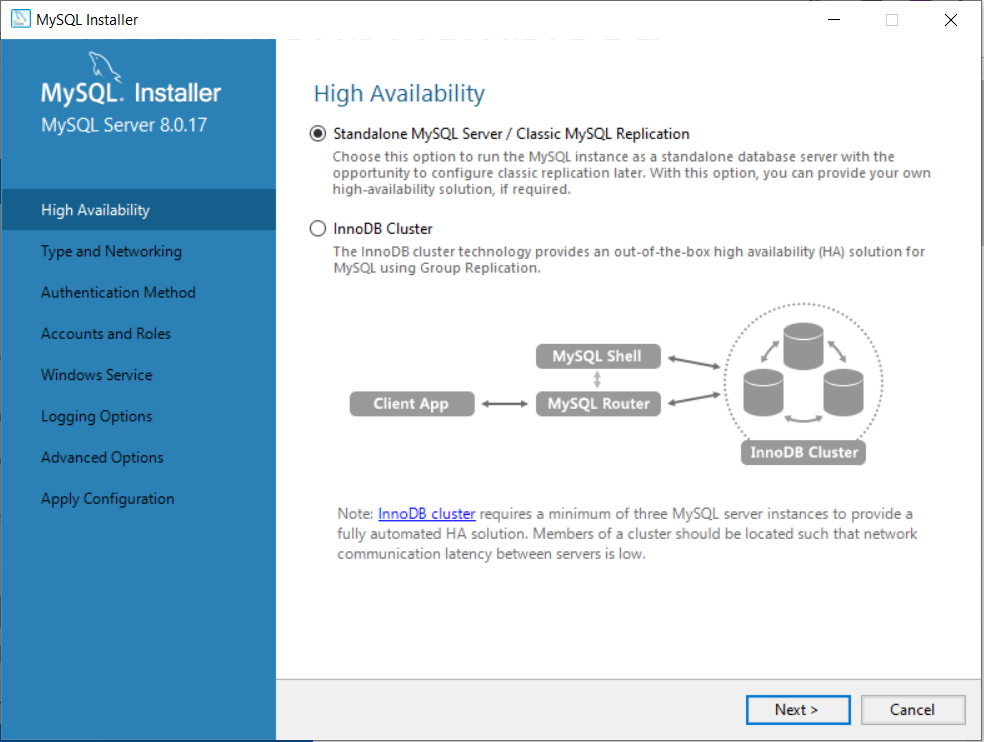 MySQL Installer
MySQL. Installer
MySQL Server 8.0.17
High Availability
Type and Networking
Authentication Method
Accounts and Roles
Windows Service
Logging Options
Advanced Options
Apply Configuration
High Availability
Standalone MySQL Server / Classic MySQL Replication
Choose this option to run the MySQL instance as a standalone database server with the
opportunity to configure classic replication later. With this option, you can provide your own
high-availability solution, if required.
InnoDB Cluster
The InnoDB cluster technology provides an out-of-the-box high availability (HA) solution for
MySQL using Group Replication.
MySQL Shell
Client App
MySQL Router
InnoDB Cluster
Note: InnoDB cluster requires a minimum of three MySQL server instances to provide a
fully automated HA solution. Members of a cluster should be located such that network
communication latency between servers is low.
Next >
Cancel